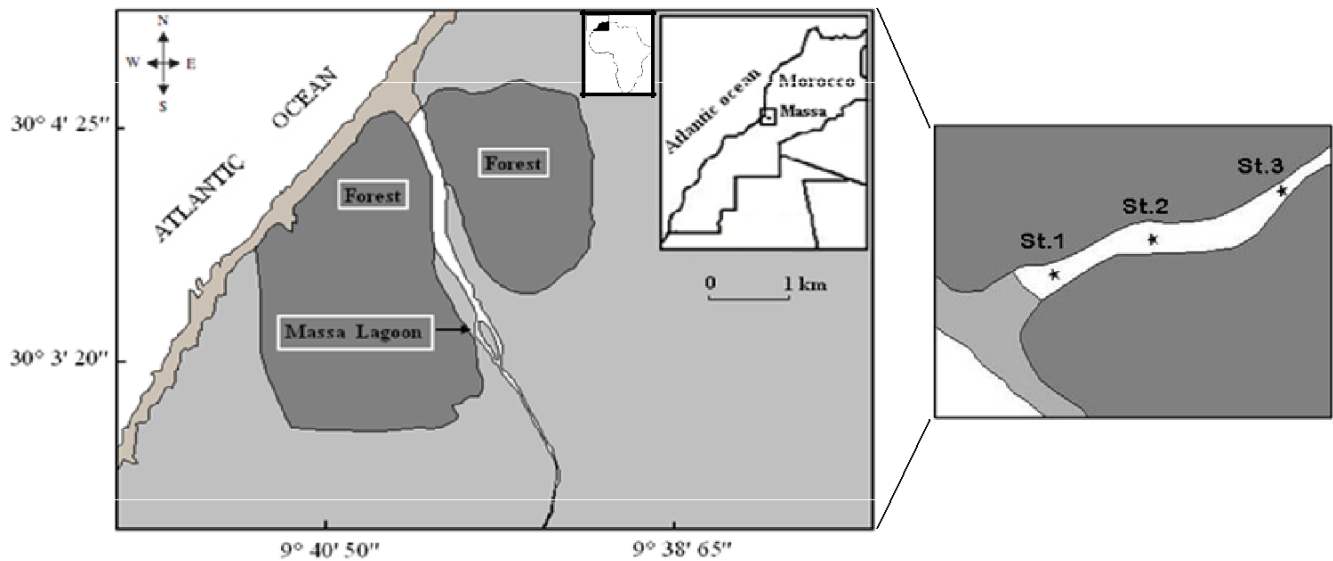 N
W E
S
ATLANTIC OCEAN
30° 4' 25"
30° 3' 20"
Forest
Forest
Massa Lagoon
Atlantic ocean
Morocco
Massa
0 1 km
9° 40' 50"
9° 38' 65"
St.1
St.2
St.3